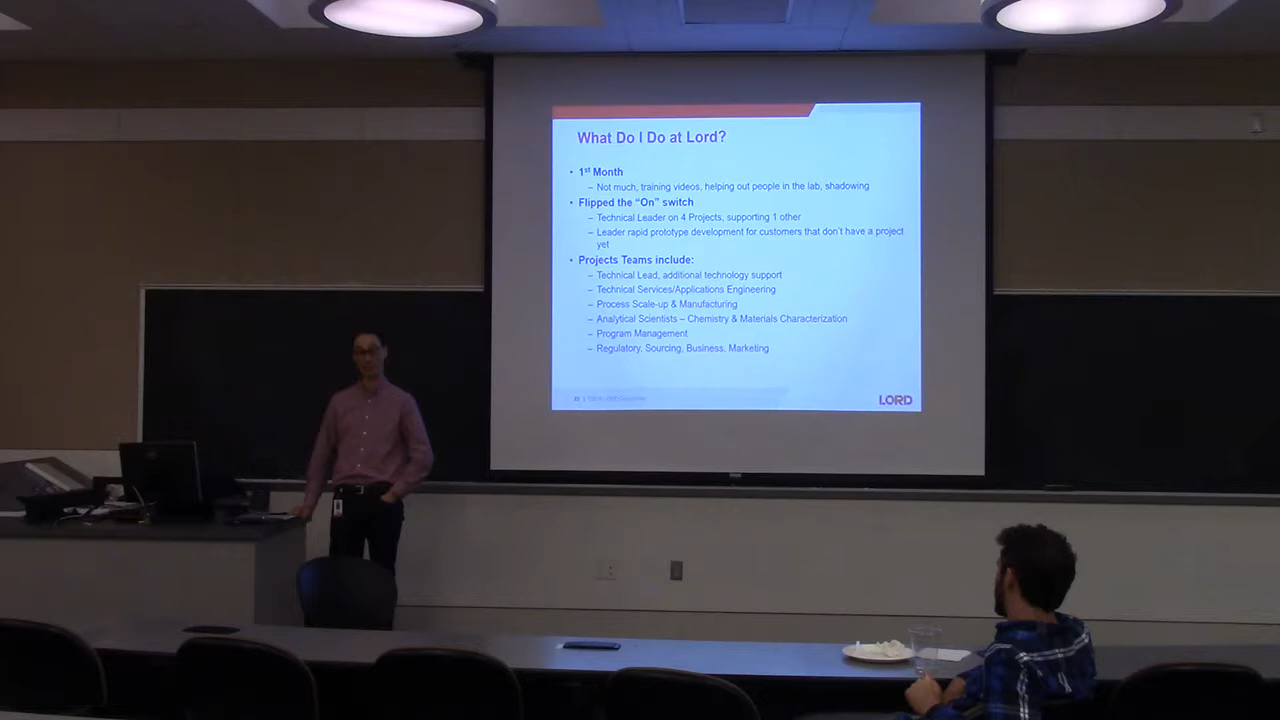 What Do I Do at Lord?
• 1st Month
– Not much, training videos, helping out people in the lab, shadowing
• Flipped the “On” switch
– Technical Leader on 4 Projects, supporting 1 other
– Leader rapid prototype development for customers that don’t have a project
yet
• Projects Teams include:
– Technical Lead, additional technology support
– Technical Services/Applications Engineering
– Process Scale-up & Manufacturing
– Analytical Scientists – Chemistry & Materials Characterization
– Program Management
– Regulatory, Sourcing, Business, Marketing
LORD